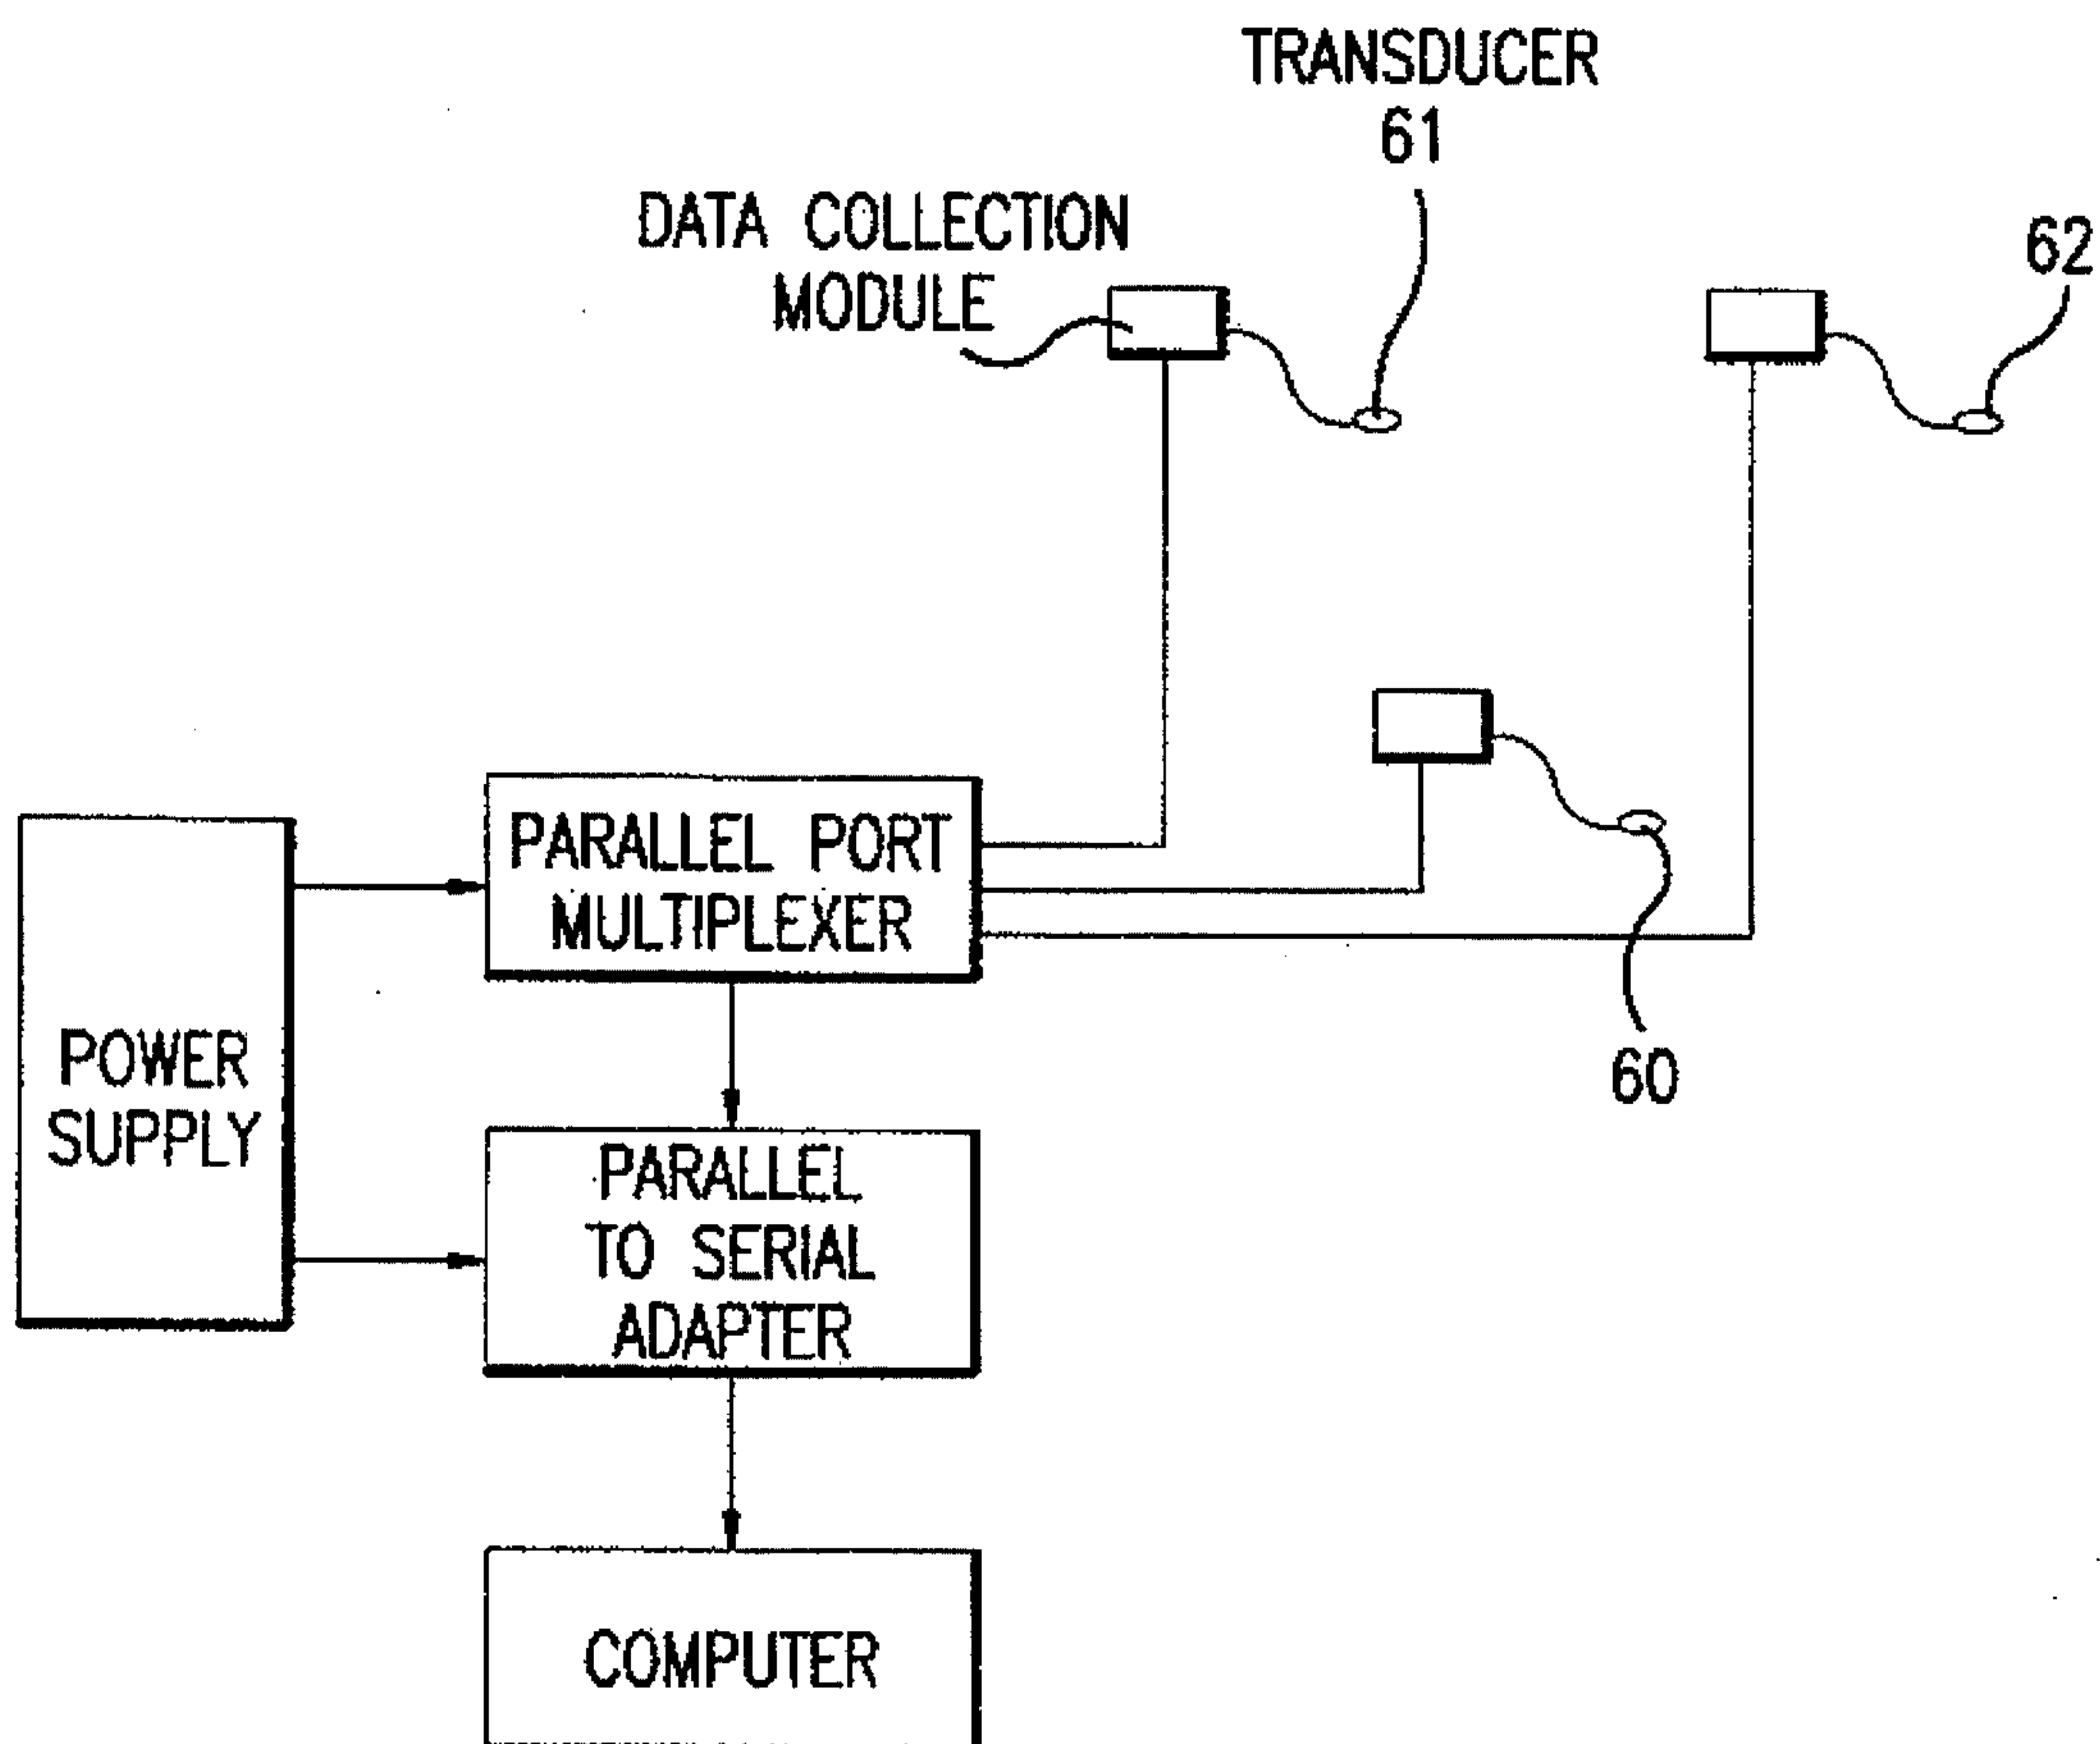 TRANSDUCER
61
DATA COLLECTION
MODULE
62
PARALLEL PORT
MULTIPLEXER
POWER
SUPPLY
60
PARALLEL
TO SERIAL
ADAPTER
COMPUTER